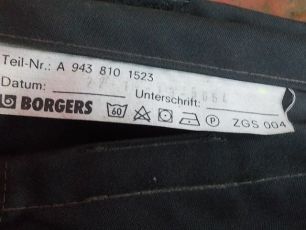 Teil-Nr.: A 943 810 1523
Datum: Unterschrift:
BORGERS 60 P ZGS 004